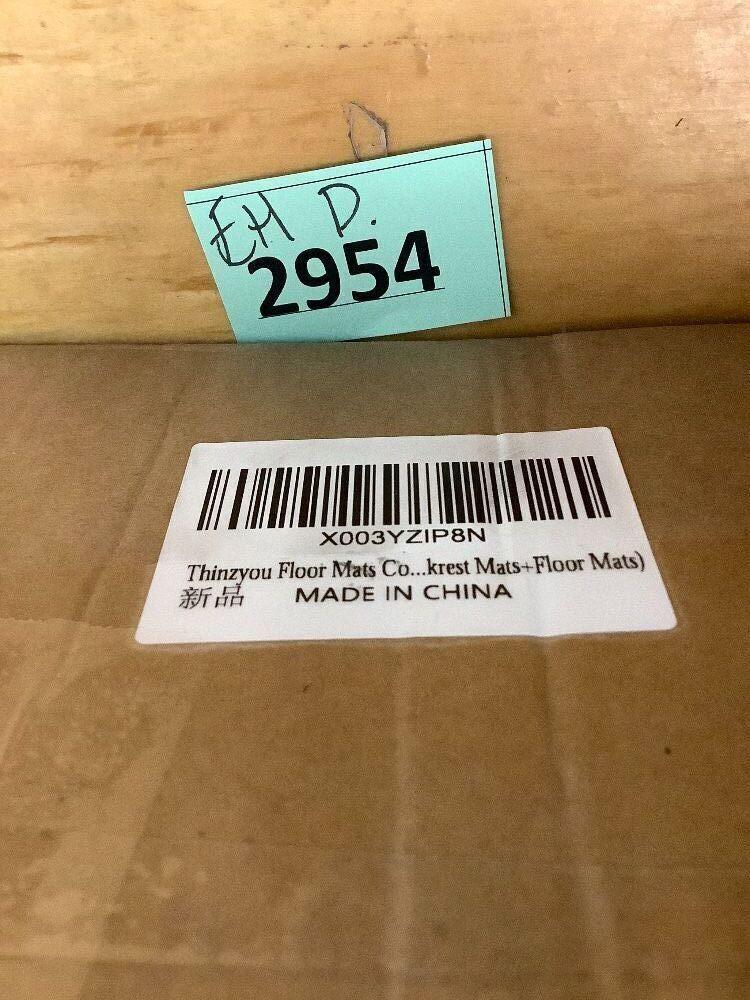 EH D.
2954
X003YZIP8N
Thinzyou Floor Mats Co...krest Mats+Floor Mats)
新品 MADE IN CHINA